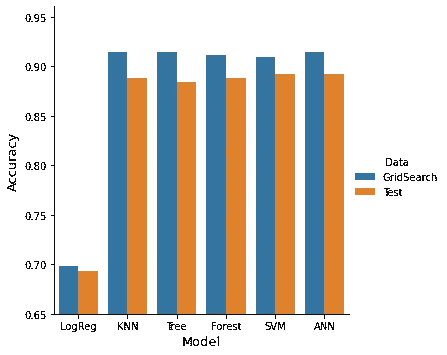 0.95
0.90
0.85
0.80
0.75
0.70
0.65
Accuracy
LogReg KNN Tree Forest SVM ANN
Model
Data
GridSearch
Test